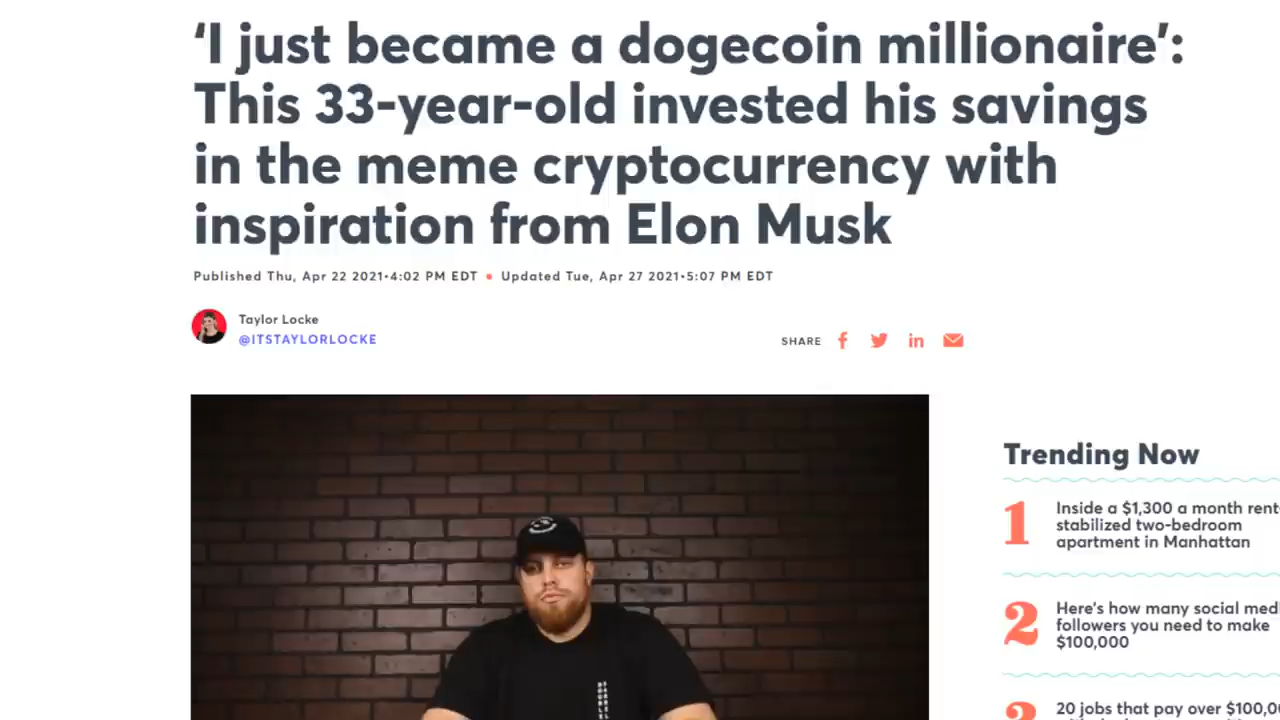 ‘I just became a dogecoin millionaire’:
This 33-year-old invested his savings
in the meme cryptocurrency with
inspiration from Elon Musk
Published Thu, Apr 22 2021•4:02 PM EDT • Updated Tue, Apr 27 2021•5:07 PM EDT
Taylor Locke
@ITSTAYLORLOCKE
SHARE
Trending Now
1
Inside a $1,300 a month rent-
stabilized two-bedroom
apartment in Manhattan
2
Here's how many social
followers you need to make
$100,000
3
20 jobs that pay over